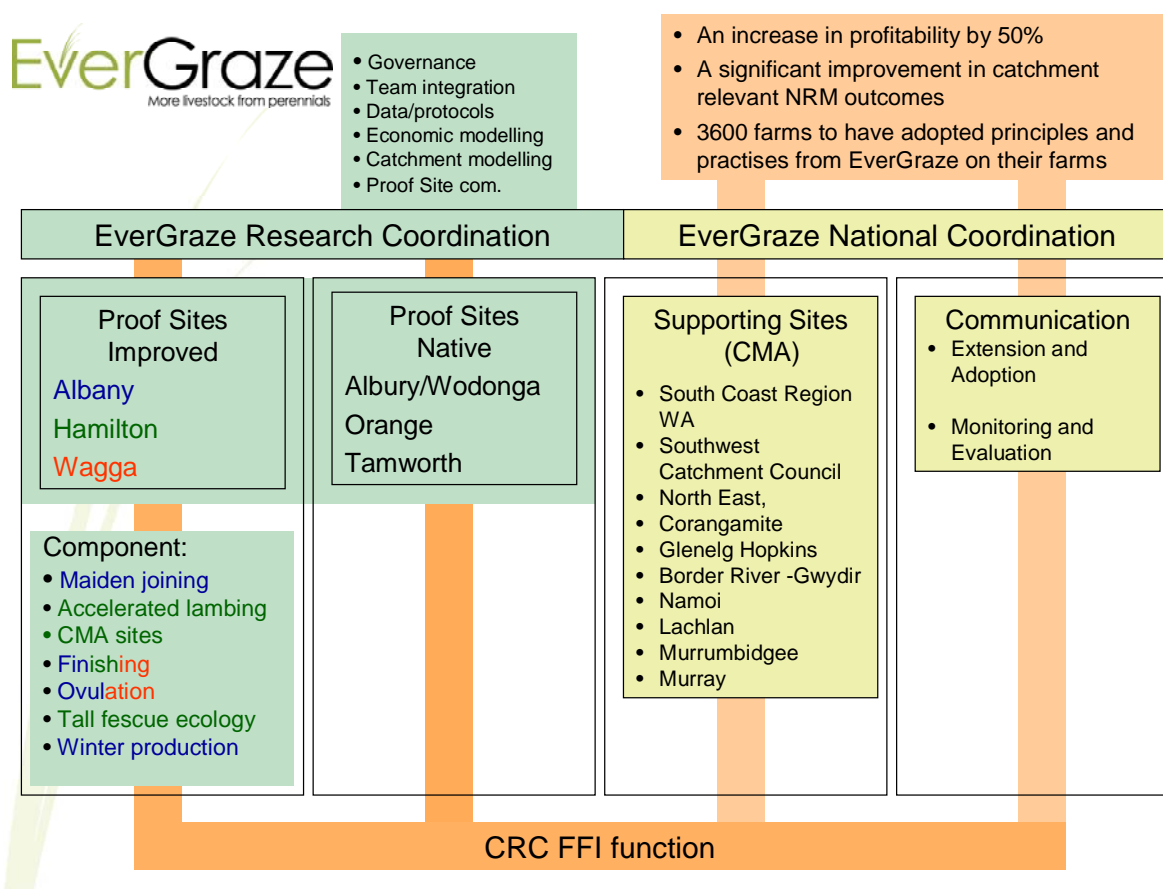 EverGraze
More livestock from perennials
• Governance
• Team integration
• Data/protocols
• Economic modelling
• Catchment modelling
• Proof Site com.
• An increase in profitability by 50%
• A significant improvement in catchment
relevant NRM outcomes
• 3600 farms to have adopted principles and
practises from EverGraze on their farms
EverGraze Research Coordination
EverGraze National Coordination
Proof Sites
Improved
Albany
Hamilton
Wagga
Proof Sites
Native
Albury/Wodonga
Orange
Tamworth
Supporting Sites
(CMA)
• South Coast Region
WA
• Southwest
Catchment Council
• North East,
• Corangamite
• Glenelg Hopkins
• Border River -Gwydir
• Namoi
• Lachlan
• Murrumbidgee
• Murray
Communication
• Extension and
Adoption
• Monitoring and
Evaluation
Component:
• Maiden joining
• Accelerated lambing
• CMA sites
• Finishing
• Ovulation
• Tall fescue ecology
• Winter production
CRC FFI function